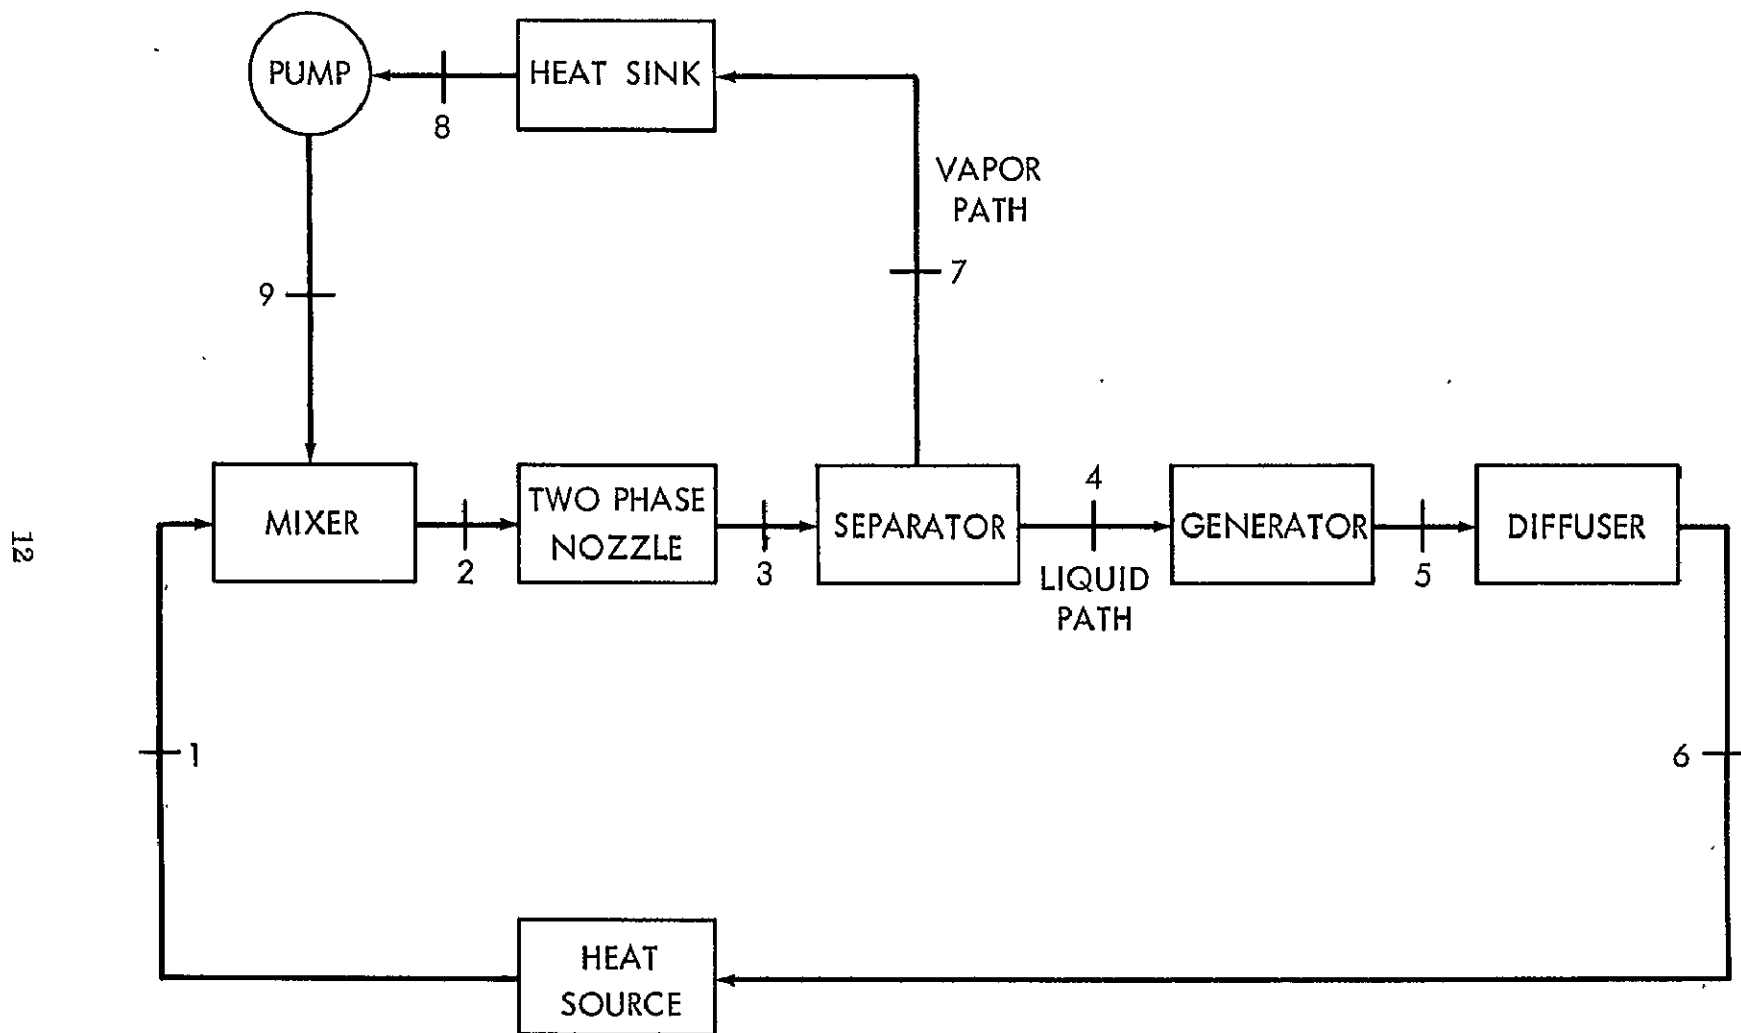 PUMP
HEAT SINK
8
VAPOR
PATH
9
7
MIXER
2
TWO PHASE
NOZZLE
3
SEPARATOR
4
LIQUID
PATH
GENERATOR
5
DIFFUSER
12
1
6
HEAT
SOURCE